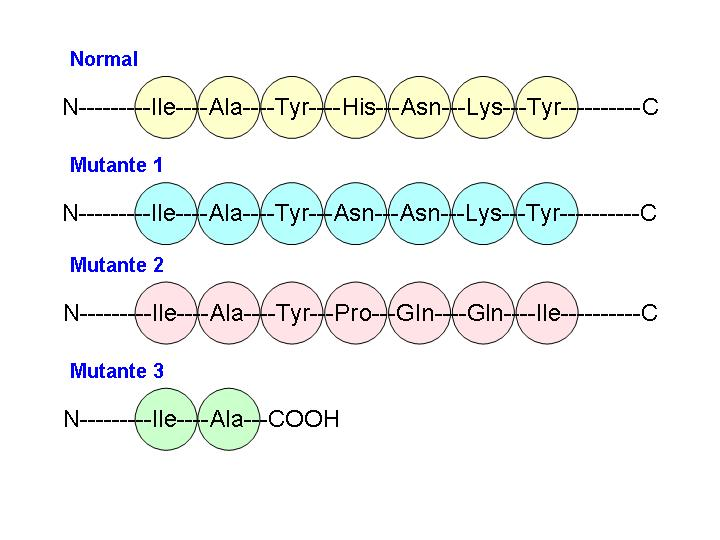 Normal
N---------Ile----Ala----Tyr----His---Asn---Lys---Tyr----------C
Mutante 1
N---------Ile----Ala----Tyr---Asn---Asn---Lys---Tyr----------C
Mutante 2
N---------Ile----Ala----Tyr---Pro---Gln----Gln----Ile----------C
Mutante 3
N---------Ile----Ala---COOH